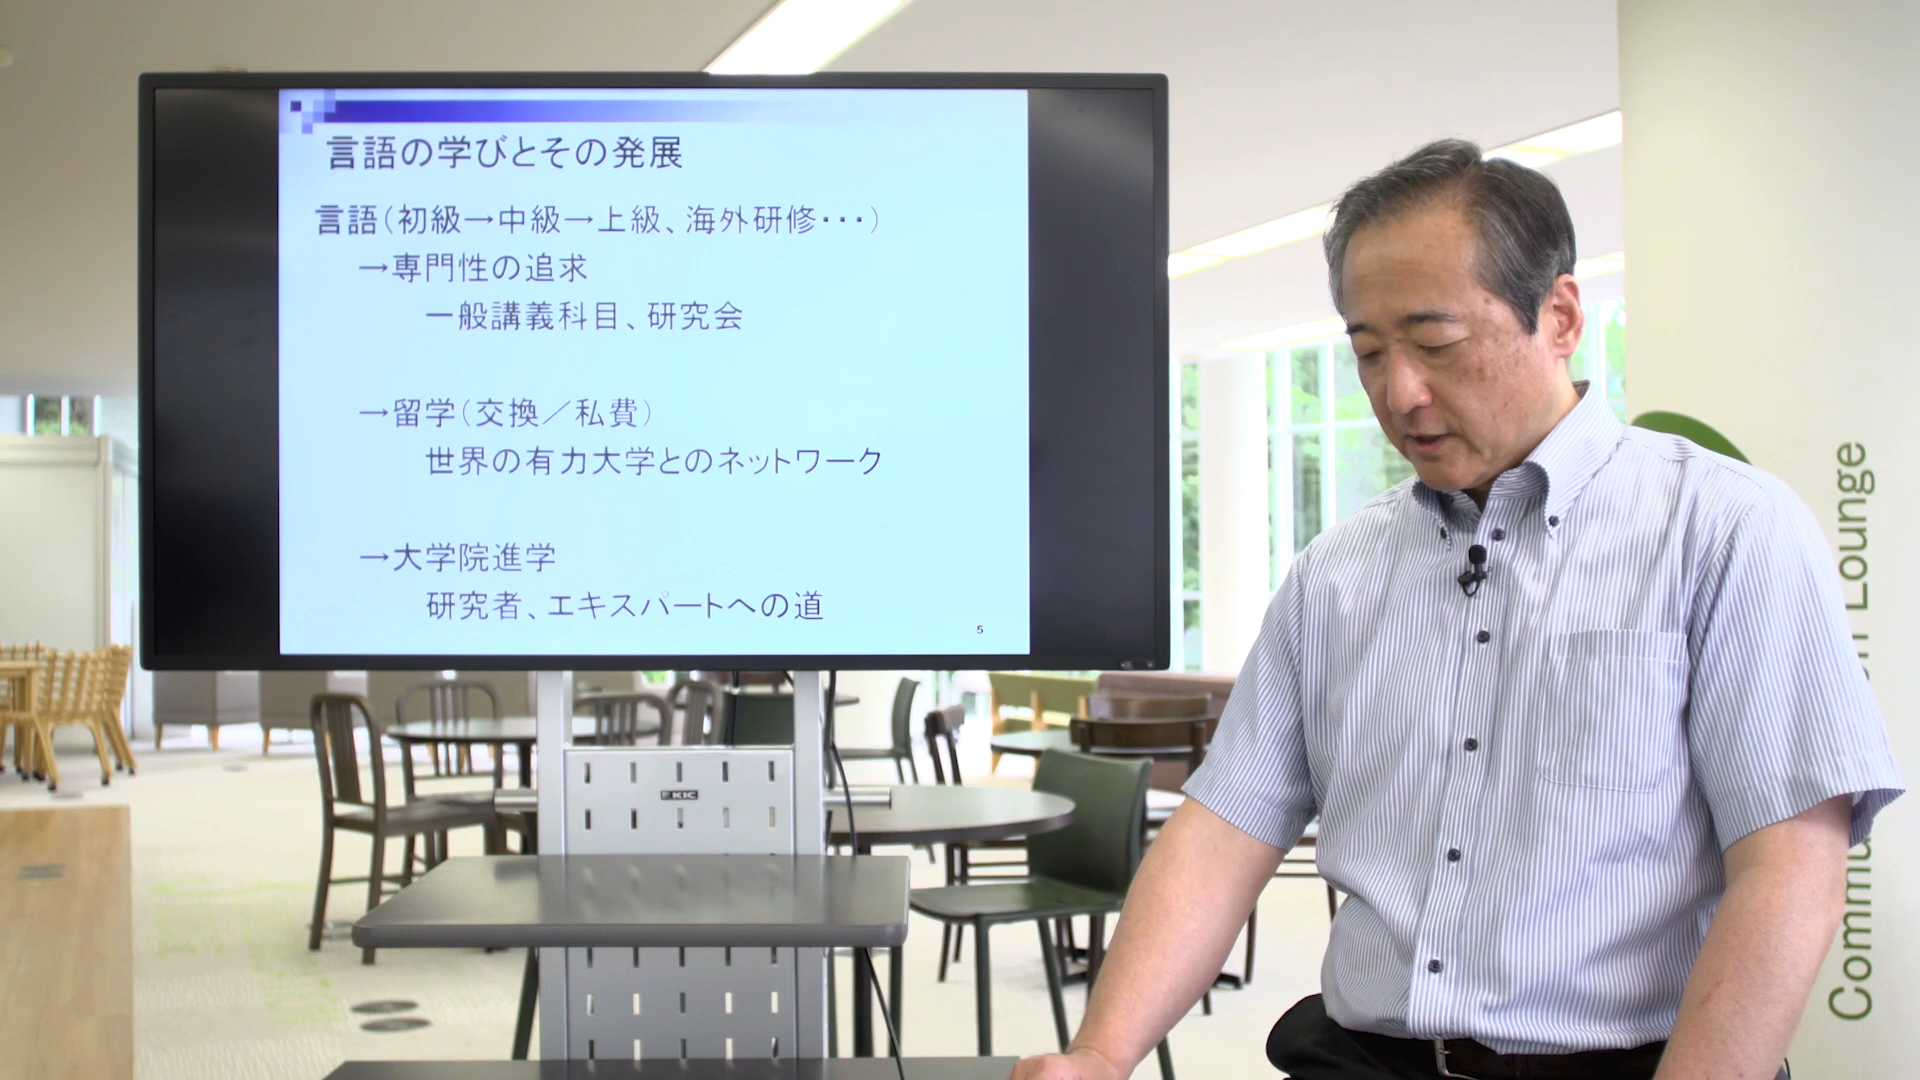 言語の学びとその発展
言語(初級→中級→上級、海外研修･･･)
→専門性の追求
一般講義科目、研究会
→留学(交換／私費)
世界の有力大学とのネットワーク
→大学院進学
研究者、エキスパートへの道
5
KIC
Lounge